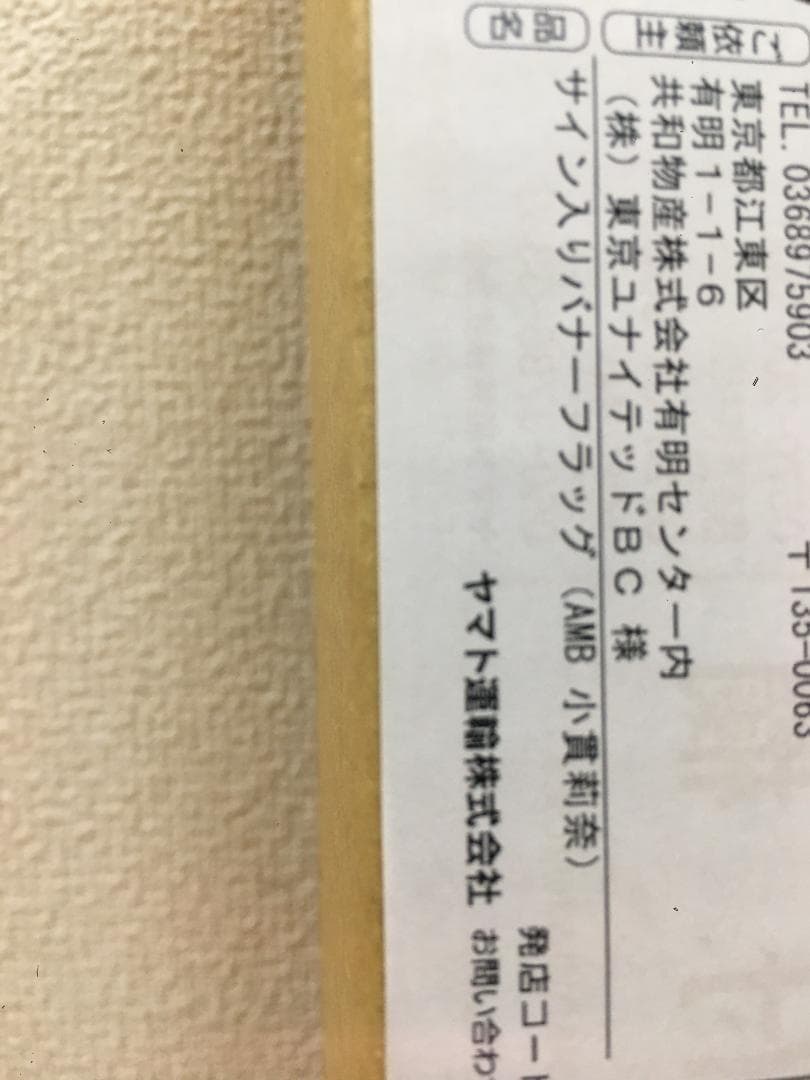 〒135-0063
TEL. 0368975903
ご依頼主
東京都江東区
有明1-1-6
共和物産株式会社有明センター内
(株)東京ユナイテッドBC 様
品名
サイン入りバナーフラッグ(AMB 小貫莉奈)
発店コード
ヤマト運輸株式会社 お問い合わ